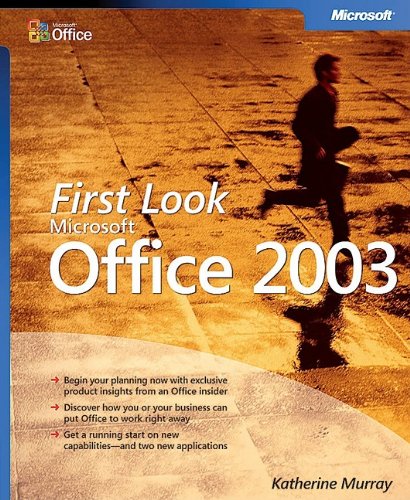 Microsoft
Office
Microsoft
First Look
Microsoft
Office 2003
→ Begin your planning now with exclusive
product insights from an Office insider
→ Discover how you or your business can
put Office to work right away
→ Get a running start on new
capabilities—and two new applications
Katherine Murray